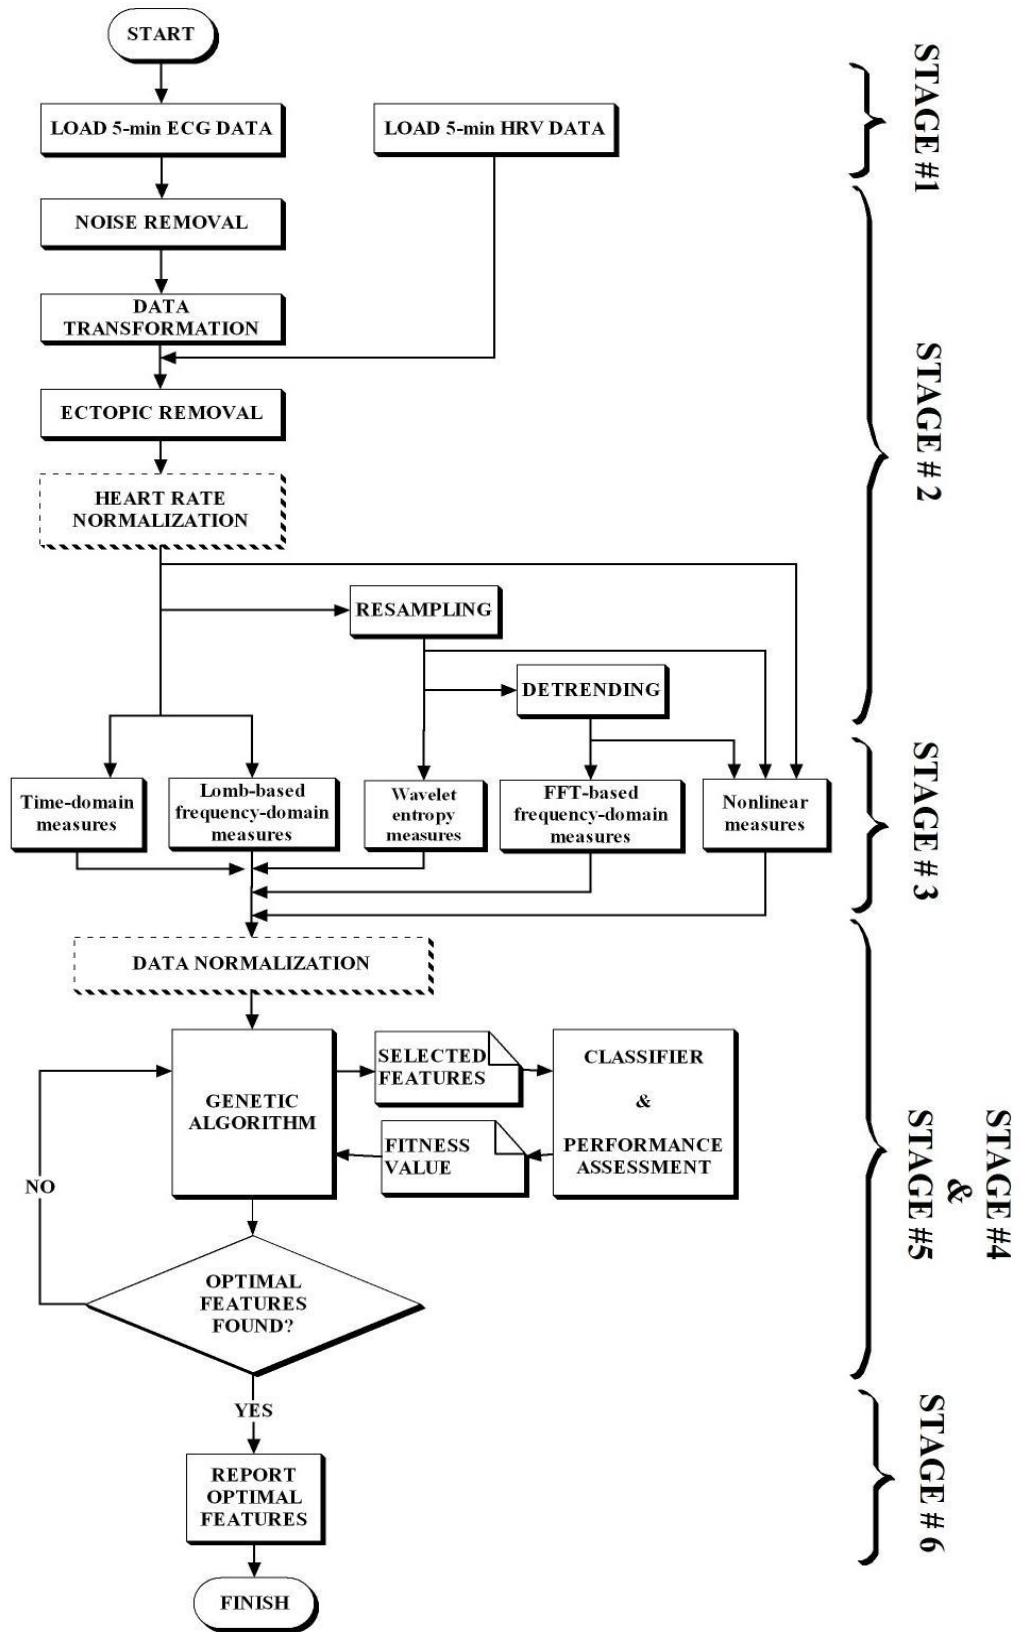 START
LOAD 5-min ECG DATA
LOAD 5-min HRV DATA
STAGE #1
NOISE REMOVAL
DATA
TRANSFORMATION
ECTOPIC REMOVAL
HEART RATE
NORMALIZATION
STAGE # 2
RESAMPLING
DETRENDING
Time-domain
measures
Lomb-based
frequency-domain
measures
Wavelet
entropy
measures
FFT-based
frequency-domain
measures
Nonlinear
measures
STAGE # 3
DATA NORMALIZATION
GENETIC
ALGORITHM
SELECTED
FEATURES
FITNESS
VALUE
CLASSIFIER
&
PERFORMANCE
ASSESSMENT
STAGE #4
&
STAGE #5
NO
OPTIMAL
FEATURES
FOUND?
YES
REPORT
OPTIMAL
FEATURES
STAGE # 6
FINISH